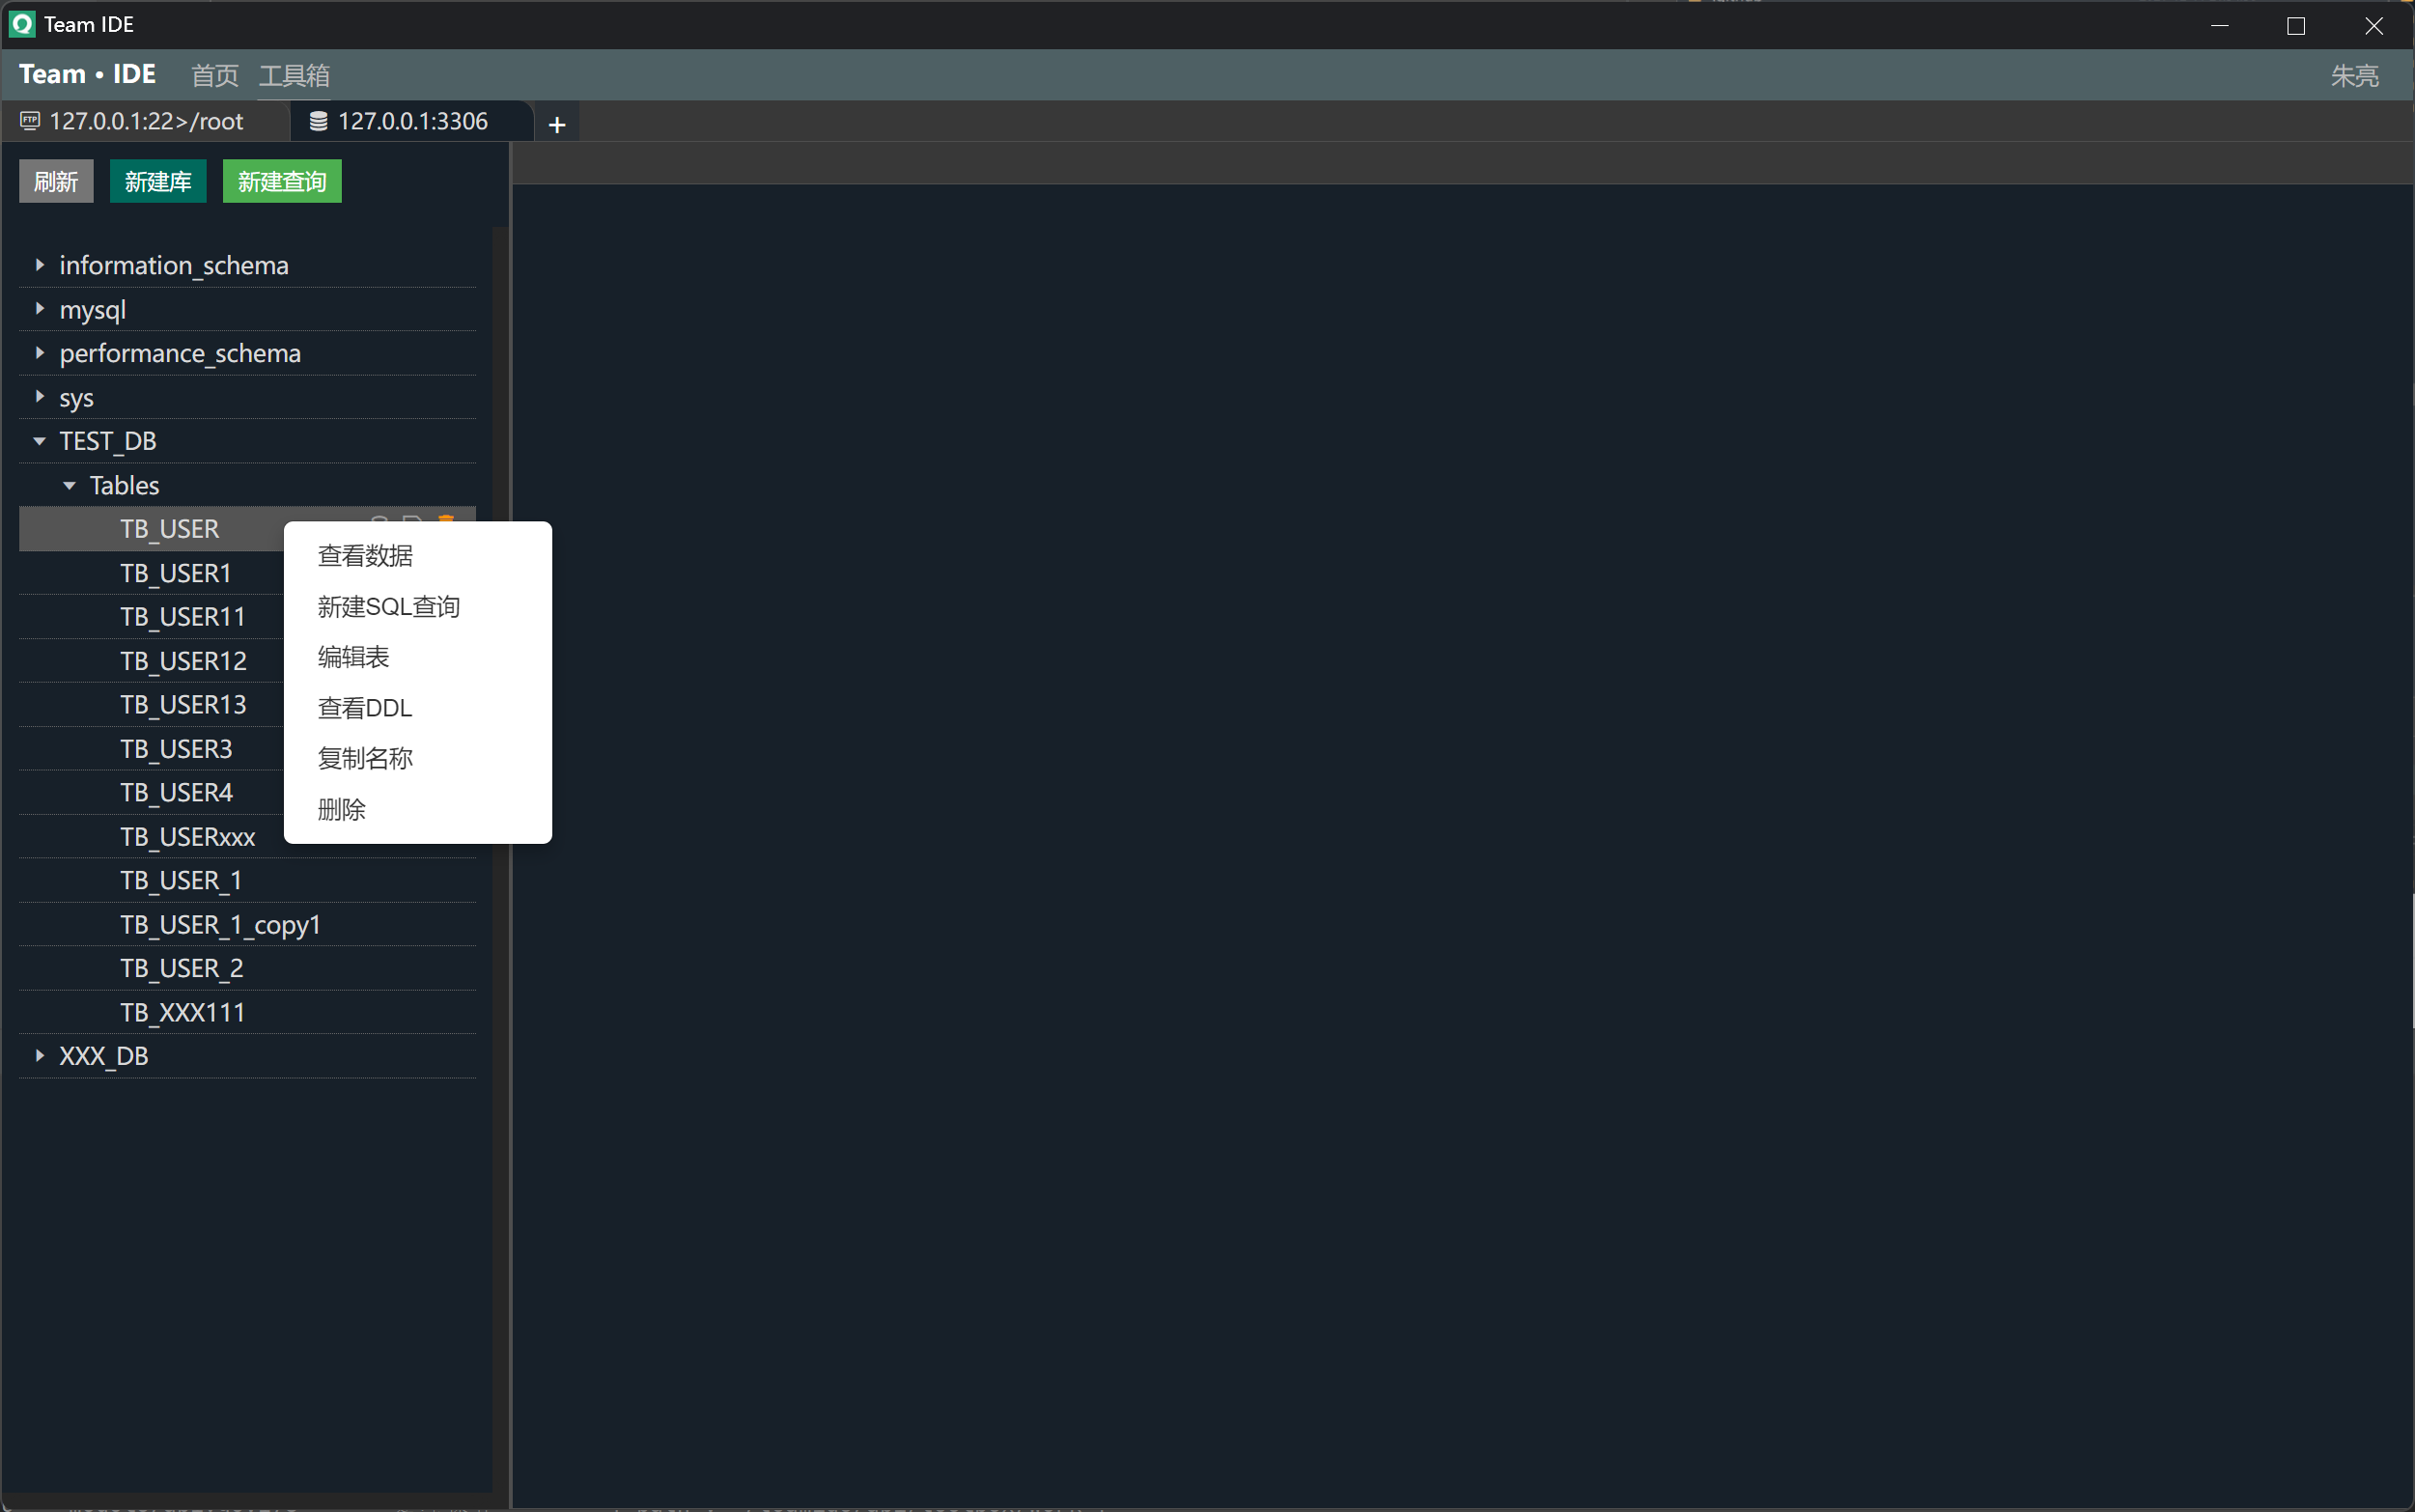 Team IDE
Team • IDE 首页 工具箱 朱亮
FTP 127.0.0.1:22>/root 127.0.0.1:3306 +
刷新 新建库 新建查询
information_schema
mysql
performance_schema
sys
TEST_DB
Tables
TB_USER
TB_USER1
TB_USER11
TB_USER12
TB_USER13
TB_USER3
TB_USER4
TB_USERxxx
TB_USER_1
TB_USER_1_copy1
TB_USER_2
TB_XXX111
XXX_DB
查看数据
新建SQL查询
编辑表
查看DDL
复制名称
删除